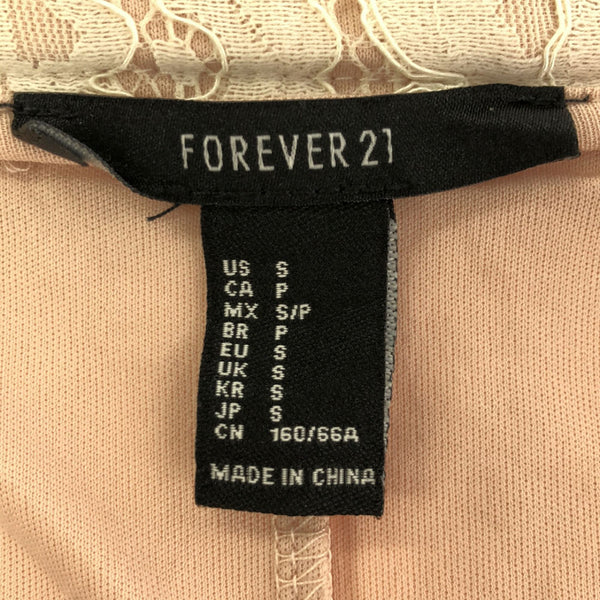 FOREVER 21
US S
CA P
MX S/P
BR P
EU S
UK S
KR S
JP S
CN 160/66A
MADE IN CHINA